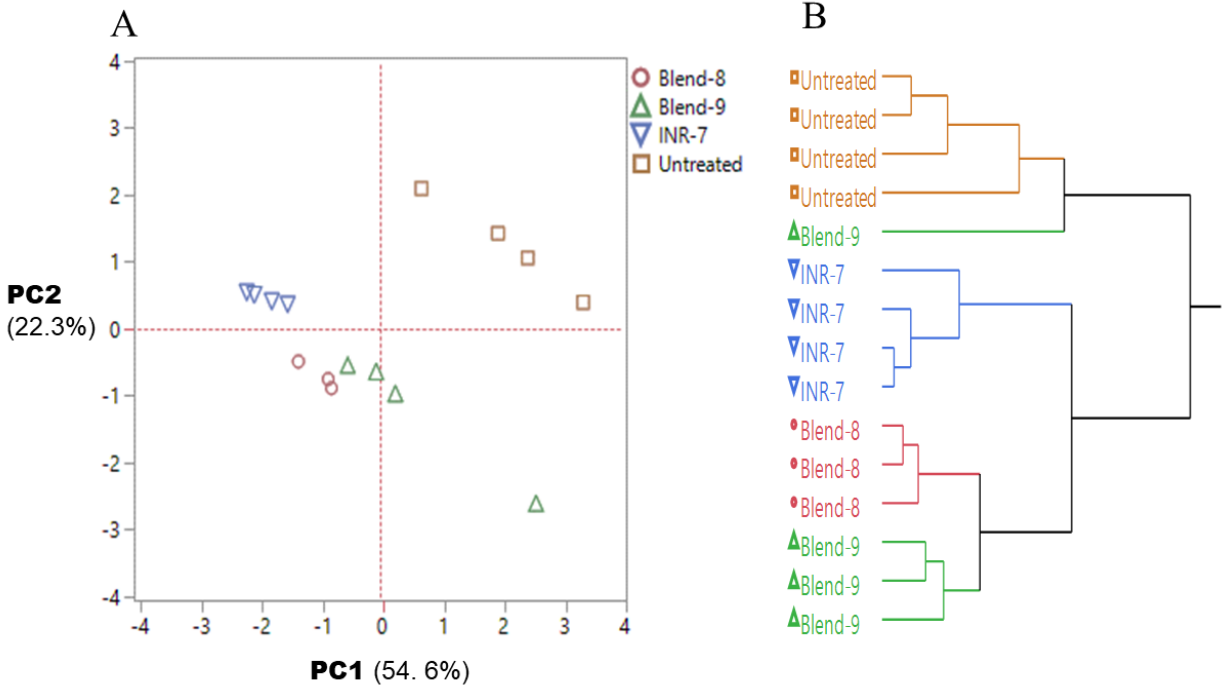 A
4
3
2
1
0
-1
-2
-3
-4
PC2
(22.3%)
-4
-3
-2
-1
0
1
2
3
4
PC1 (54. 6%)
Blend-8
Blend-9
INR-7
Untreated
B
Untreated
Untreated
Untreated
Untreated
Blend-9
INR-7
INR-7
INR-7
INR-7
Blend-8
Blend-8
Blend-8
Blend-9
Blend-9
Blend-9